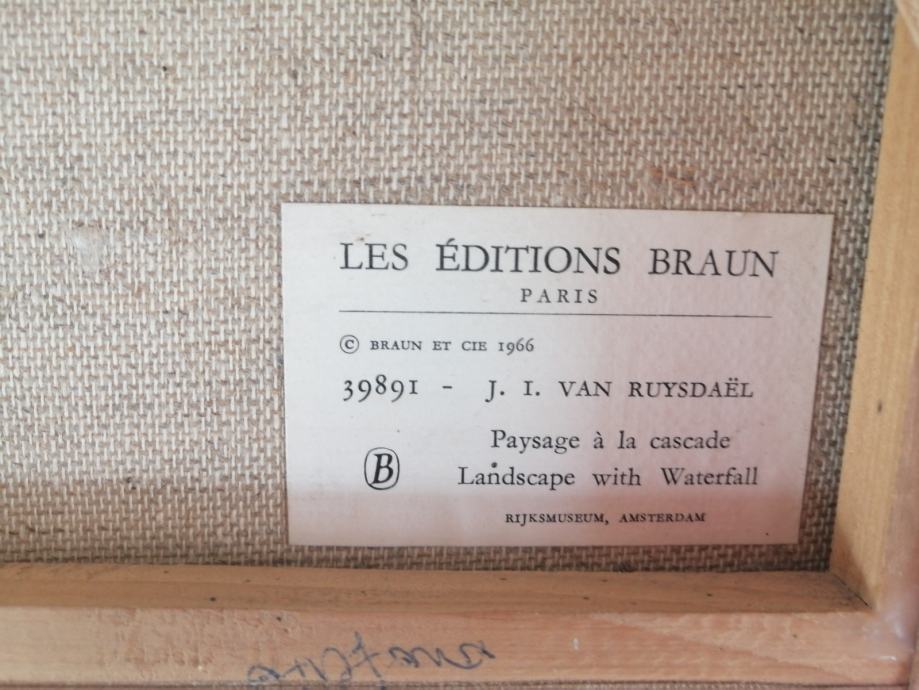 LES ÉDITIONS BRAUN
PARIS
© BRAUN ET CIE 1966
39891 - J. I. VAN RUYSDAËL
Paysage à la cascade
B Landscape with Waterfall
RIJKSMUSEUM, AMSTERDAM